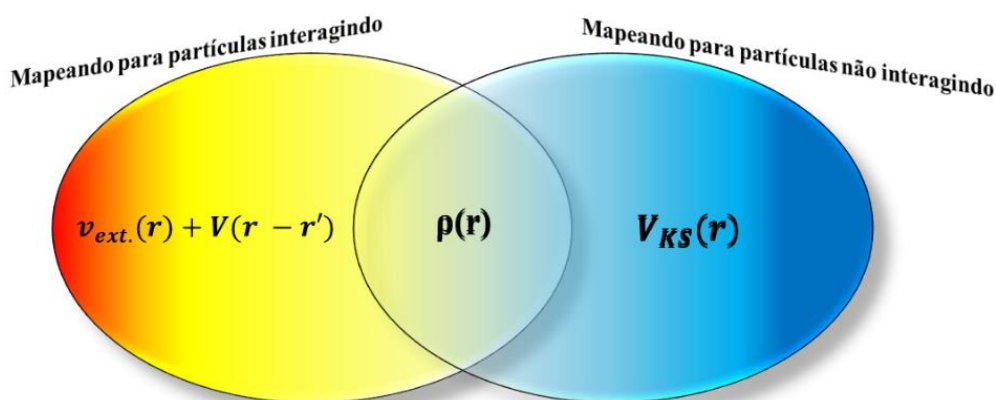 Mapeando para partículas interagindo
Mapeando para partículas não interagindo
v_ext.(r) + V(r − r′)
ρ(r)
V_KS(r)